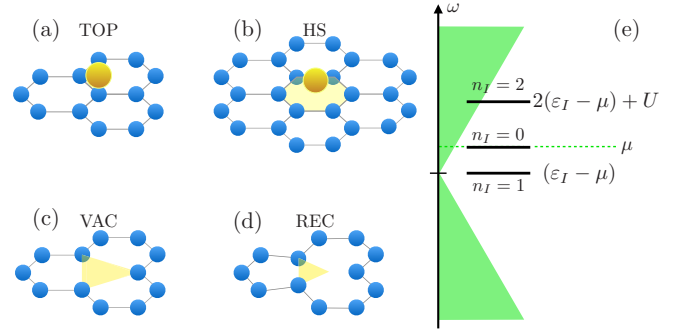 (a) TOP
(b) HS
(c) VAC
(d) REC
ω
(e)
n_I = 2
2(ε_I − μ) + U
n_I = 0
μ
n_I = 1
(ε_I − μ)